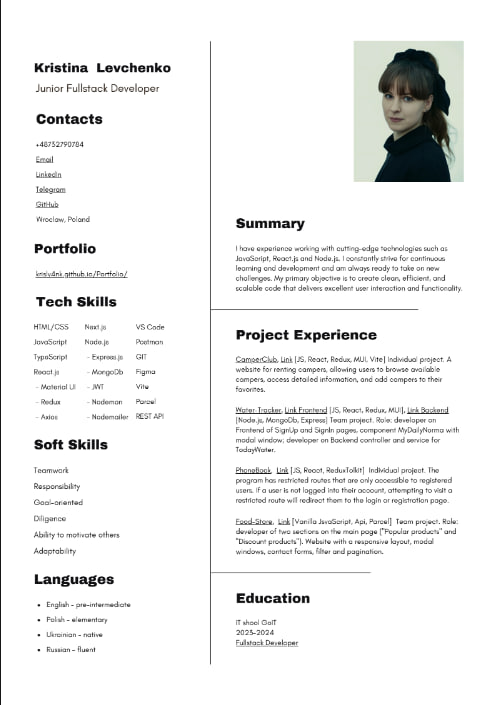 Kristina Levchenko
Junior Fullstack Developer
Contacts
+48752790784
Email
LinkedIn
Telegram
GitHub
Wroclaw, Poland
Portfolio
krislv4nk.github.io/Portfolio/
Tech Skills
HTML/CSS Next.js VS Code
JavaScript Node.js Postman
TypeScript - Express.js GIT
React.js - MongoDb Figma
- Material UI - JWT Vite
- Redux - Nodemon Parcel
- Axios - Nodemailer REST API
Soft Skills
Teamwork
Responsibility
Goal-oriented
Diligence
Ability to motivate others
Adaptability
Languages
• English - pre-intermediate
• Polish - elementary
• Ukrainian - native
• Russian - fluent
Summary
I have experience working with cutting-edge technologies such as
JavaScript, React.js and Node.js. I constantly strive for continuous
learning and development and am always ready to take on new
challenges. My primary objective is to create clean, efficient, and
scalable code that delivers excellent user interaction and functionality.
Project Experience
CamperClub, Link [JS, React, Redux, MUI, Vite] Individual project. A
website for renting campers, allowing users to browse available
campers, access detailed information, and add campers to their
favorites.
Water-Tracker, Link Frontend [JS, React, Redux, MUI], Link Backend
[Node.js, MongoDb, Express] Team project. Role: developer on
Frontend of SignUp and SignIn pages, component MyDailyNorma with
modal window; developer on Backend controller and service for
TodayWater.
PhoneBook, Link [JS, React, ReduxToolkit] Individual project. The
program has restricted routes that are only accessible to registered
users. If a user is not logged into their account, attempting to visit a
restricted route will redirect them to the login or registration page.
Food-Store, Link [Vanilla JavaScript, Api, Parcel] Team project. Role:
developer of two sections on the main page ("Popular products" and
"Discount products"). Website with a responsive layout, modal
windows, contact forms, filter and pagination.
Education
IT shool GoIT
2023-2024
Fullstack Developer